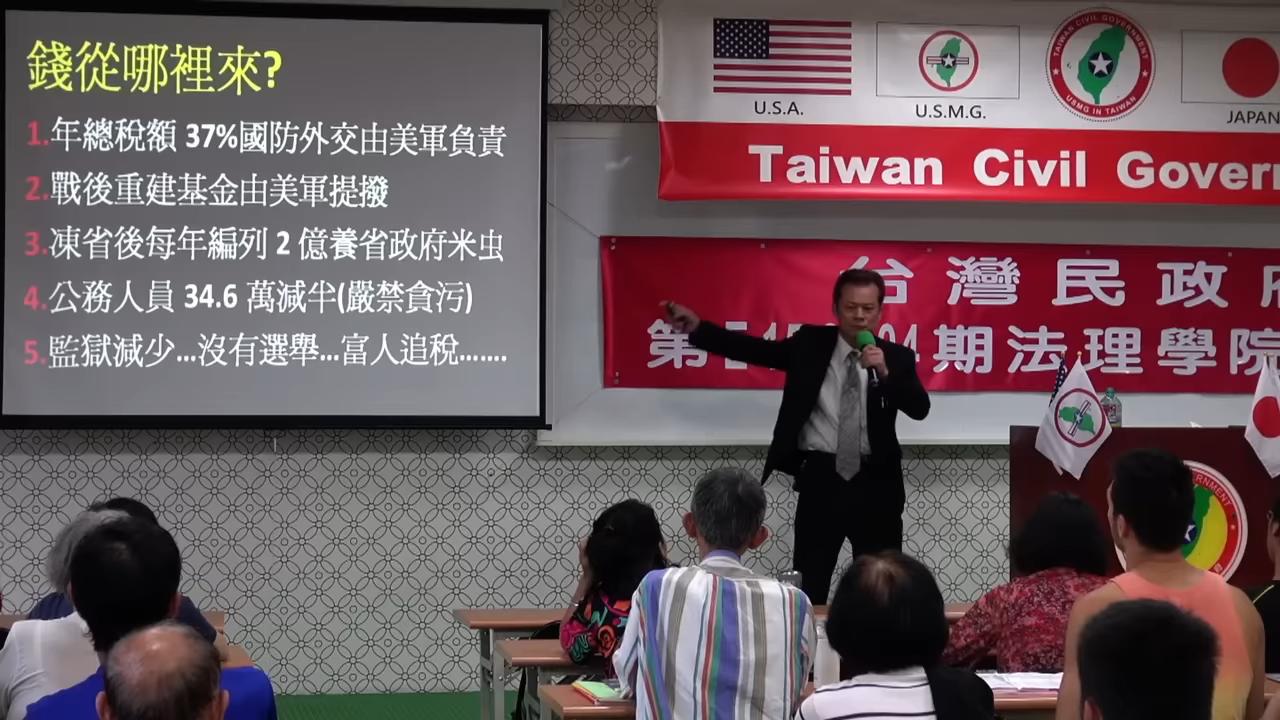 錢從哪裡來?
1.年總稅額 37%國防外交由美軍負責
2.戰後重建基金由美軍提撥
3.凍省後每年編列 2 億養省政府米虫
4.公務人員 34.6 萬減半(嚴禁貪污)
5.監獄減少...沒有選舉...富人追稅.......
U.S.A.
U.S.M.G.
TAIWAN CIVIL GOVERNMENT
USMG IN TAIWAN
JAPAN
Taiwan Civil Govern
台灣民政府
第 04期法理學院